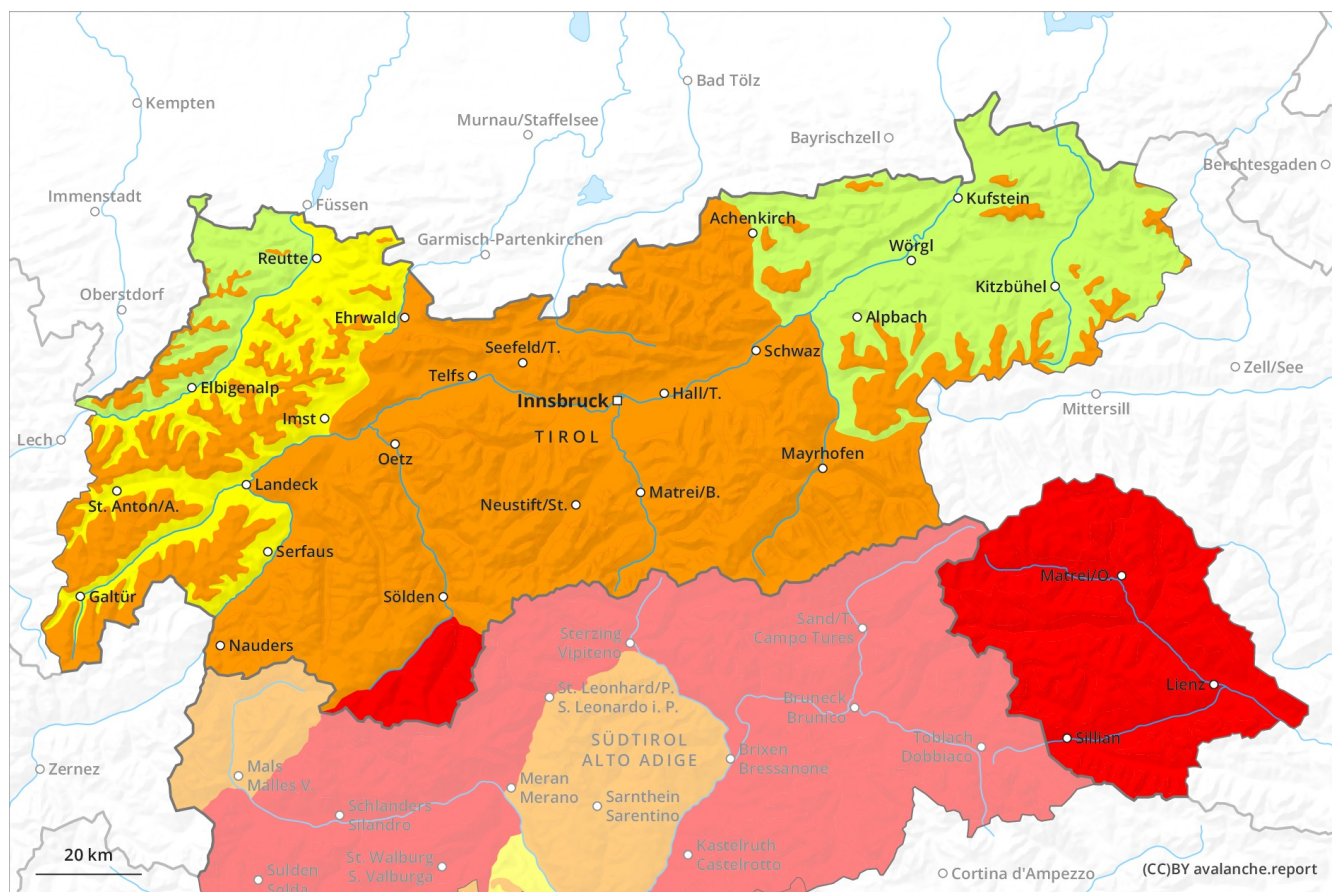 Bad Tölz
Kempten
Murnau/Staffelsee
Bayrischzell
Berchtesgaden
Immenstadt
Füssen
Kufstein
Achenkirch
Garmisch-Partenkirchen
Wörgl
Reutte
Kitzbühel
Oberstdorf
Ehrwald
Alpbach
Seefeld/T.
Schwaz
Zell/See
Telfs
Elbigenalp
Hall/T.
Innsbruck
Mittersill
Imst
TIROL
Lech
Mayrhofen
Oetz
Landeck
Matrei/B.
St. Anton/A.
Neustift/St.
Serfaus
Matrei/O.
Galtür
Sölden
Sand/T.
Campo Tures
Sterzing
Vipiteno
Nauders
Lienz
St. Leonhard/P.
S. Leonardo i. P.
Bruneck
Brunico
Toblach
Dobbiaco
Sillian
SÜDTIROL
ALTO ADIGE
Brixen
Bressanone
Zernez
Mals
Malles V.
Meran
Merano
Sarnthein
Sarentino
Schlanders
Silandro
Kastelruth
Castelrotto
20 km
St. Walburg
S. Valburga
Sulden
Solda
Cortina d'Ampezzo
(CC)BY avalanche.report